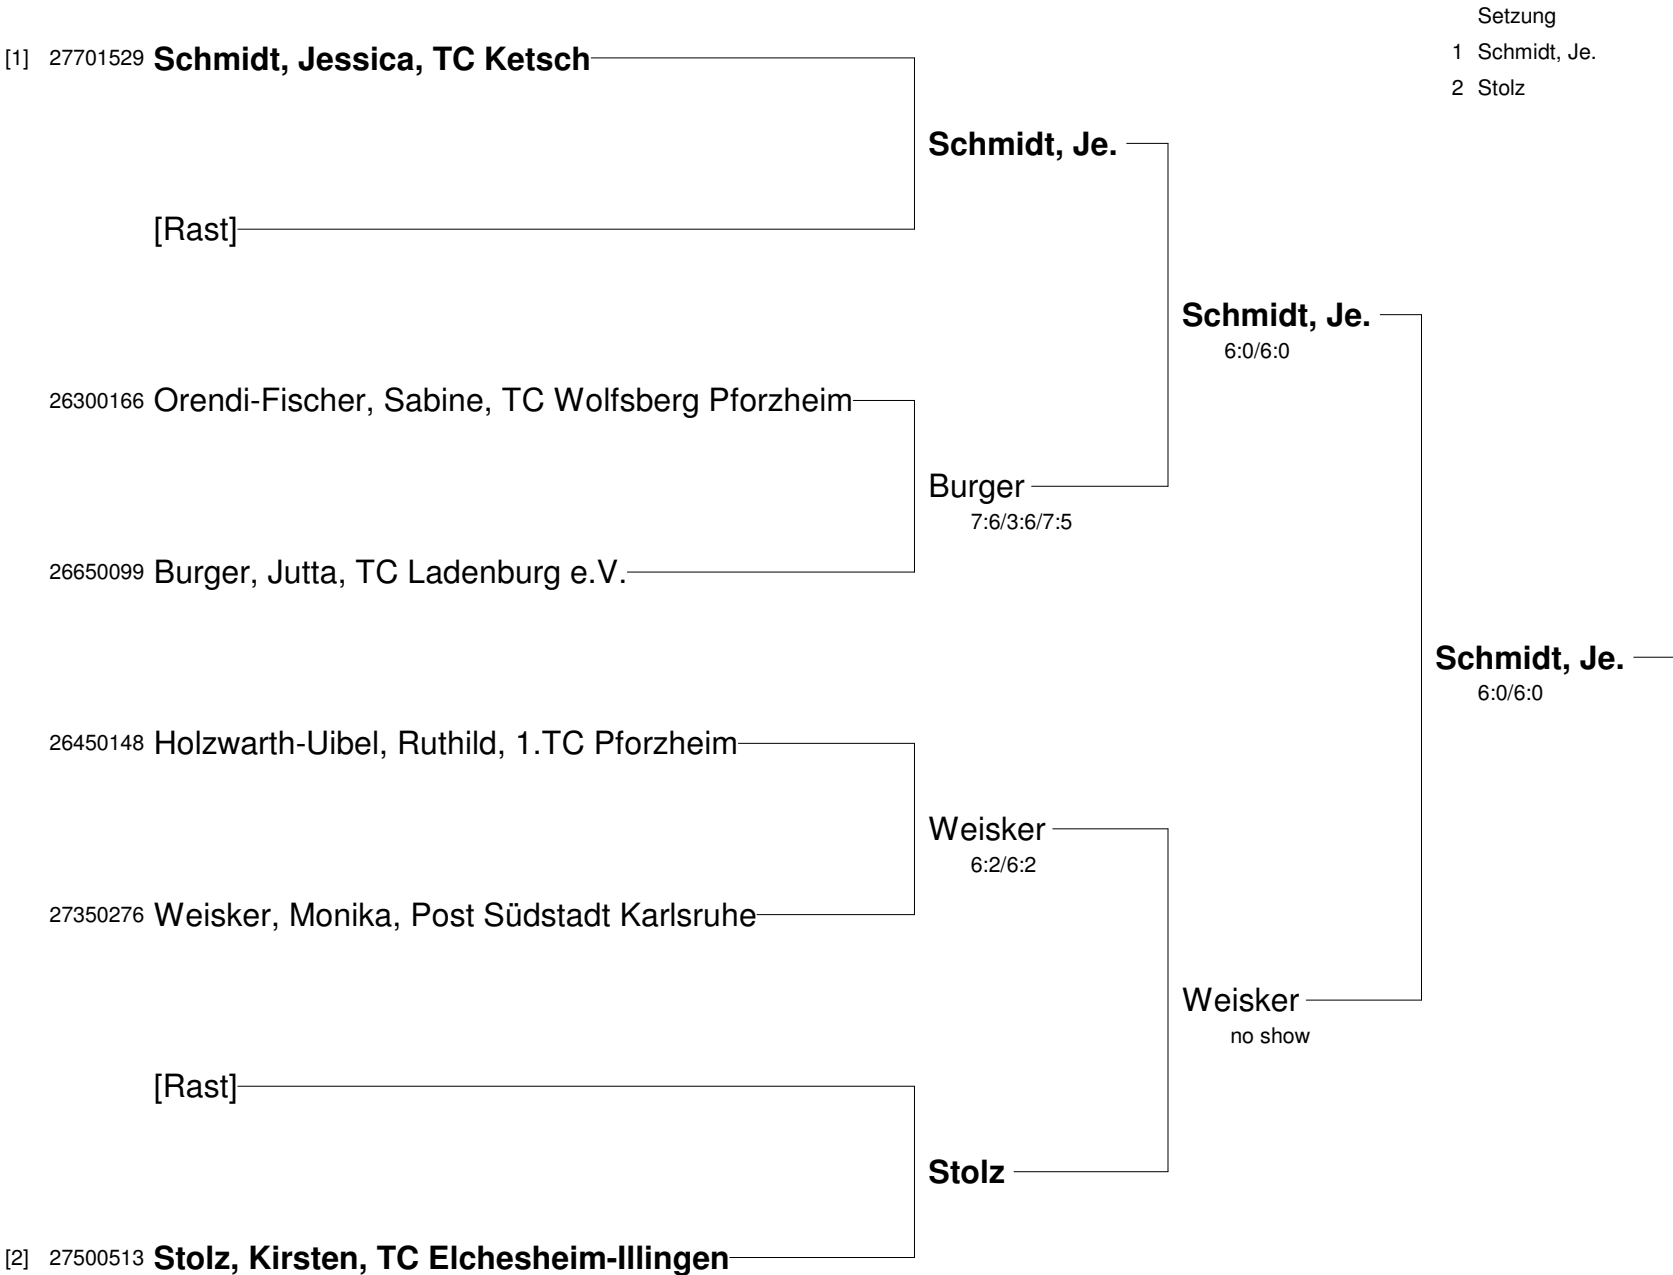 Setzung
1 Schmidt, Je.
2 Stolz
[1] 27701529 Schmidt, Jessica, TC Ketsch
Schmidt, Je.
[Rast]
Schmidt, Je.
6:0/6:0
26300166 Orendi-Fischer, Sabine, TC Wolfsberg Pforzheim
Burger
7:6/3:6/7:5
26650099 Burger, Jutta, TC Ladenburg e.V.
Schmidt, Je.
6:0/6:0
26450148 Holzwarth-Uibel, Ruthild, 1.TC Pforzheim
Weisker
6:2/6:2
27350276 Weisker, Monika, Post Südstadt Karlsruhe
Weisker
no show
[Rast]
Stolz
[2] 27500513 Stolz, Kirsten, TC Elchesheim-Illingen